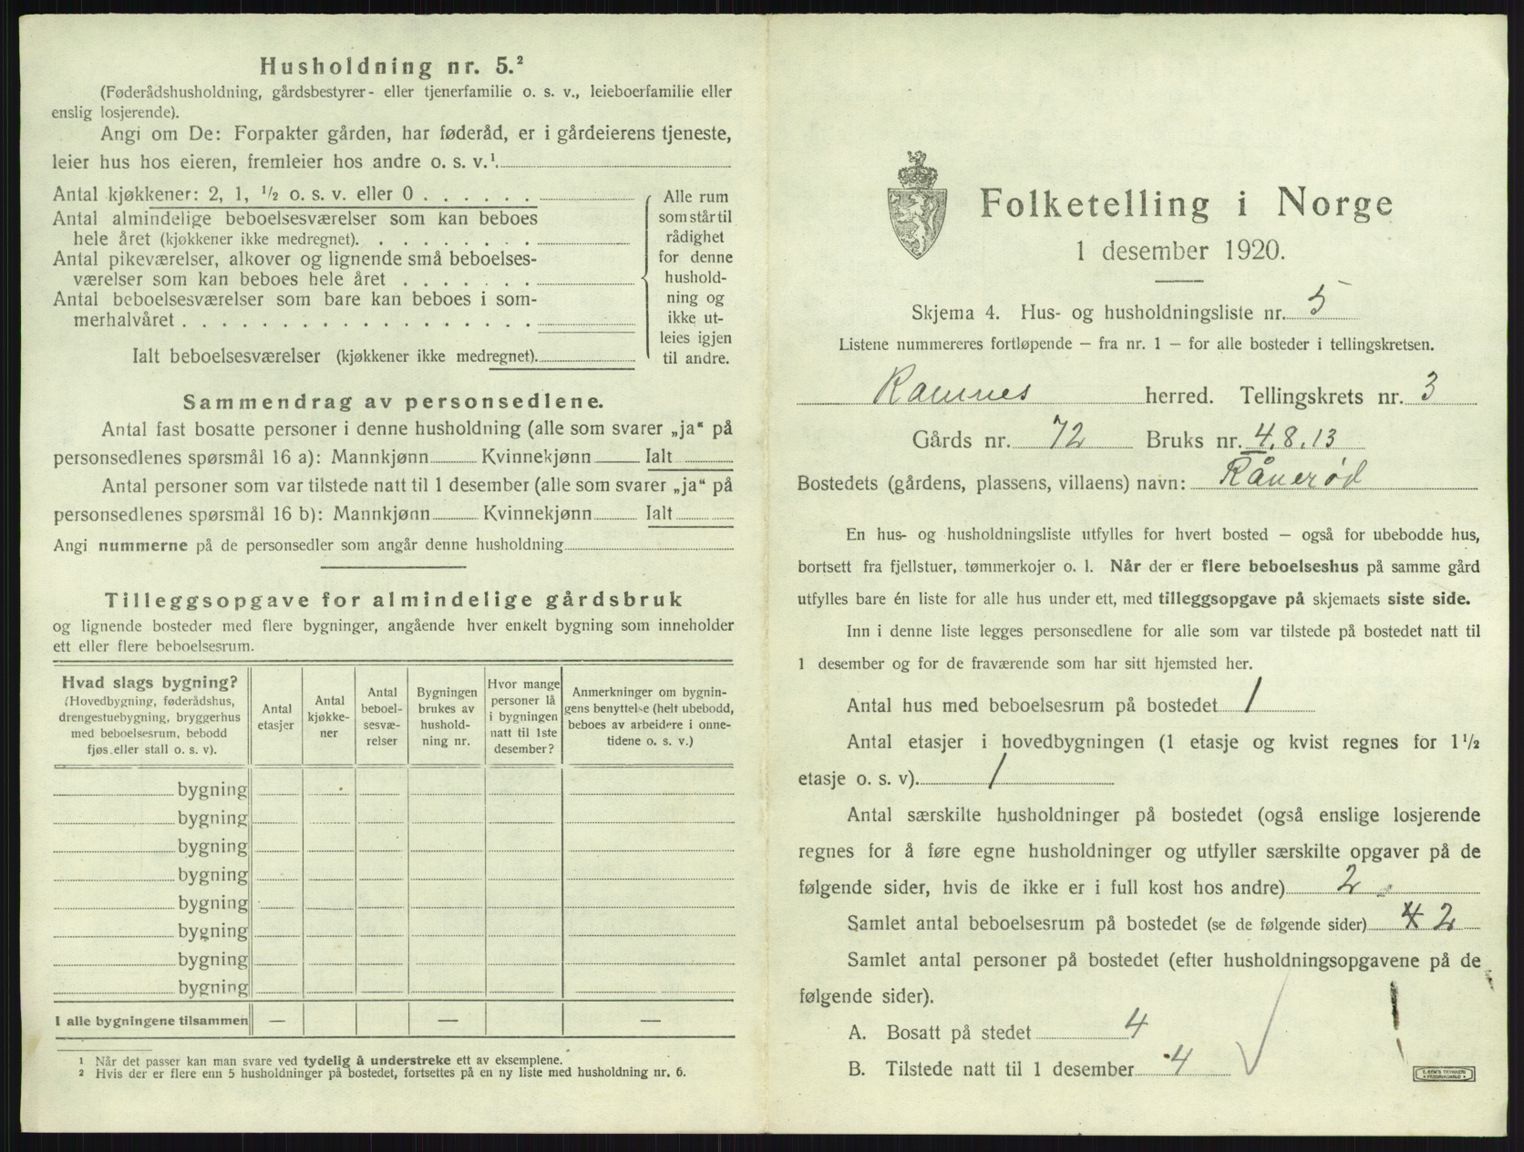 Husholdning nr. 5.²
(Føderådshusholdning, gårdsbestyrer- eller tjenerfamilie o. s. v., leieboerfamilie eller
enslig losjerende).
Angi om De: Forpakter gården, har føderåd, er i gårdeierens tjeneste,
leier hus hos eieren, fremleier hos andre o. s. v.¹.
Antal kjøkkener: 2, 1, ½ o. s. v. eller 0 . . . . . .
Antal almindelige beboelsesværelser som kan beboes
hele året (kjøkkener ikke medregnet). . . . . . . . .
Antal pikeværelser, alkover og lignende små beboelses-
værelser som kan beboes hele året . . . . . . .
Antal beboelsesværelser som bare kan beboes i som-
merhalvåret . . . . . . . . . . . . . . . . .
Ialt beboelsesværelser (kjøkkener ikke medregnet).
Alle rum
som står til
rådighet
for denne
hushold-
ning og
ikke ut-
leies igjen
til andre.
Sammendrag av personsedlene.
Antal fast bosatte personer i denne husholdning (alle som svarer „ja“ på
personsedlenes spørsmål 16 a): Mannkjønn Kvinnekjønn Ialt
Antal personer som var tilstede natt til 1 desember (alle som svarer „ja“ på
personsedlenes spørsmål 16 b): Mannkjønn Kvinnekjønn Ialt
Angi nummerne på de personsedler som angår denne husholdning
Tilleggsopgave for almindelige gårdsbruk
og lignende bosteder med flere bygninger, angående hver enkelt bygning som inneholder
ett eller flere beboelsesrum.
Hvad slags bygning?
(Hovedbygning, føderådshus,
drengestuebygning, bryggerhus
med beboelsesrum, bebodd
fjøs eller stall o. s. v).
Antal
etasjer
Antal
kjøkke-
ner
Antal
beboel-
sesvæ-
relser
Bygningen
brukes av
hushold-
ning nr.
Hvor mange
personer lå
i bygningen
natt til 1ste
desember?
Anmerkninger om bygnin-
gens benyttelse (helt ubebodd,
beboes av arbeidere i onne-
tidene o. s. v.)
bygning
bygning
bygning
bygning
bygning
bygning
bygning
bygning
I alle bygningene tilsammen — — —
¹ Når det passer kan man svare ved tydelig å understreke ett av eksemplene.
² Hvis der er flere enn 5 husholdninger på bostedet, fortsettes på en ny liste med husholdning nr. 6.
Folketelling i Norge
1 desember 1920.
Skjema 4. Hus- og husholdningsliste nr. 5
Listene nummereres fortløpende – fra nr. 1 – for alle bosteder i tellingskretsen.
Ramnes herred. Tellingskrets nr. 3
Gårds nr. 72 Bruks nr. 4.8.13
Bostedets (gårdens, plassens, villaens) navn: Rånerød
En hus- og husholdningsliste utfylles for hvert bosted – også for ubebodde hus,
bortsett fra fjellstuer, tømmerkojer o. l. Når der er flere beboelseshus på samme gård
utfylles bare én liste for alle hus under ett, med tilleggsopgave på skjemaets siste side.
Inn i denne liste legges personsedlene for alle som var tilstede på bostedet natt til
1 desember og for de fraværende som har sitt hjemsted her.
Antal hus med beboelsesrum på bostedet 1
Antal etasjer i hovedbygningen (1 etasje og kvist regnes for 1½
etasje o. s. v). 1
Antal særskilte husholdninger på bostedet (også enslige losjerende
regnes for å føre egne husholdninger og utfyller særskilte opgaver på de
følgende sider, hvis de ikke er i full kost hos andre) 2
Samlet antal beboelsesrum på bostedet (se de følgende sider) 4 2
Samlet antal personer på bostedet (efter husholdningsopgavene på de
følgende sider).
A. Bosatt på stedet 4
B. Tilstede natt til 1 desember 4